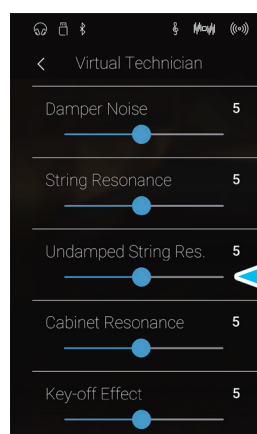 Virtual Technician
Damper Noise 5
String Resonance 5
Undamped String Res. 5
Cabinet Resonance 5
Key-off Effect 5